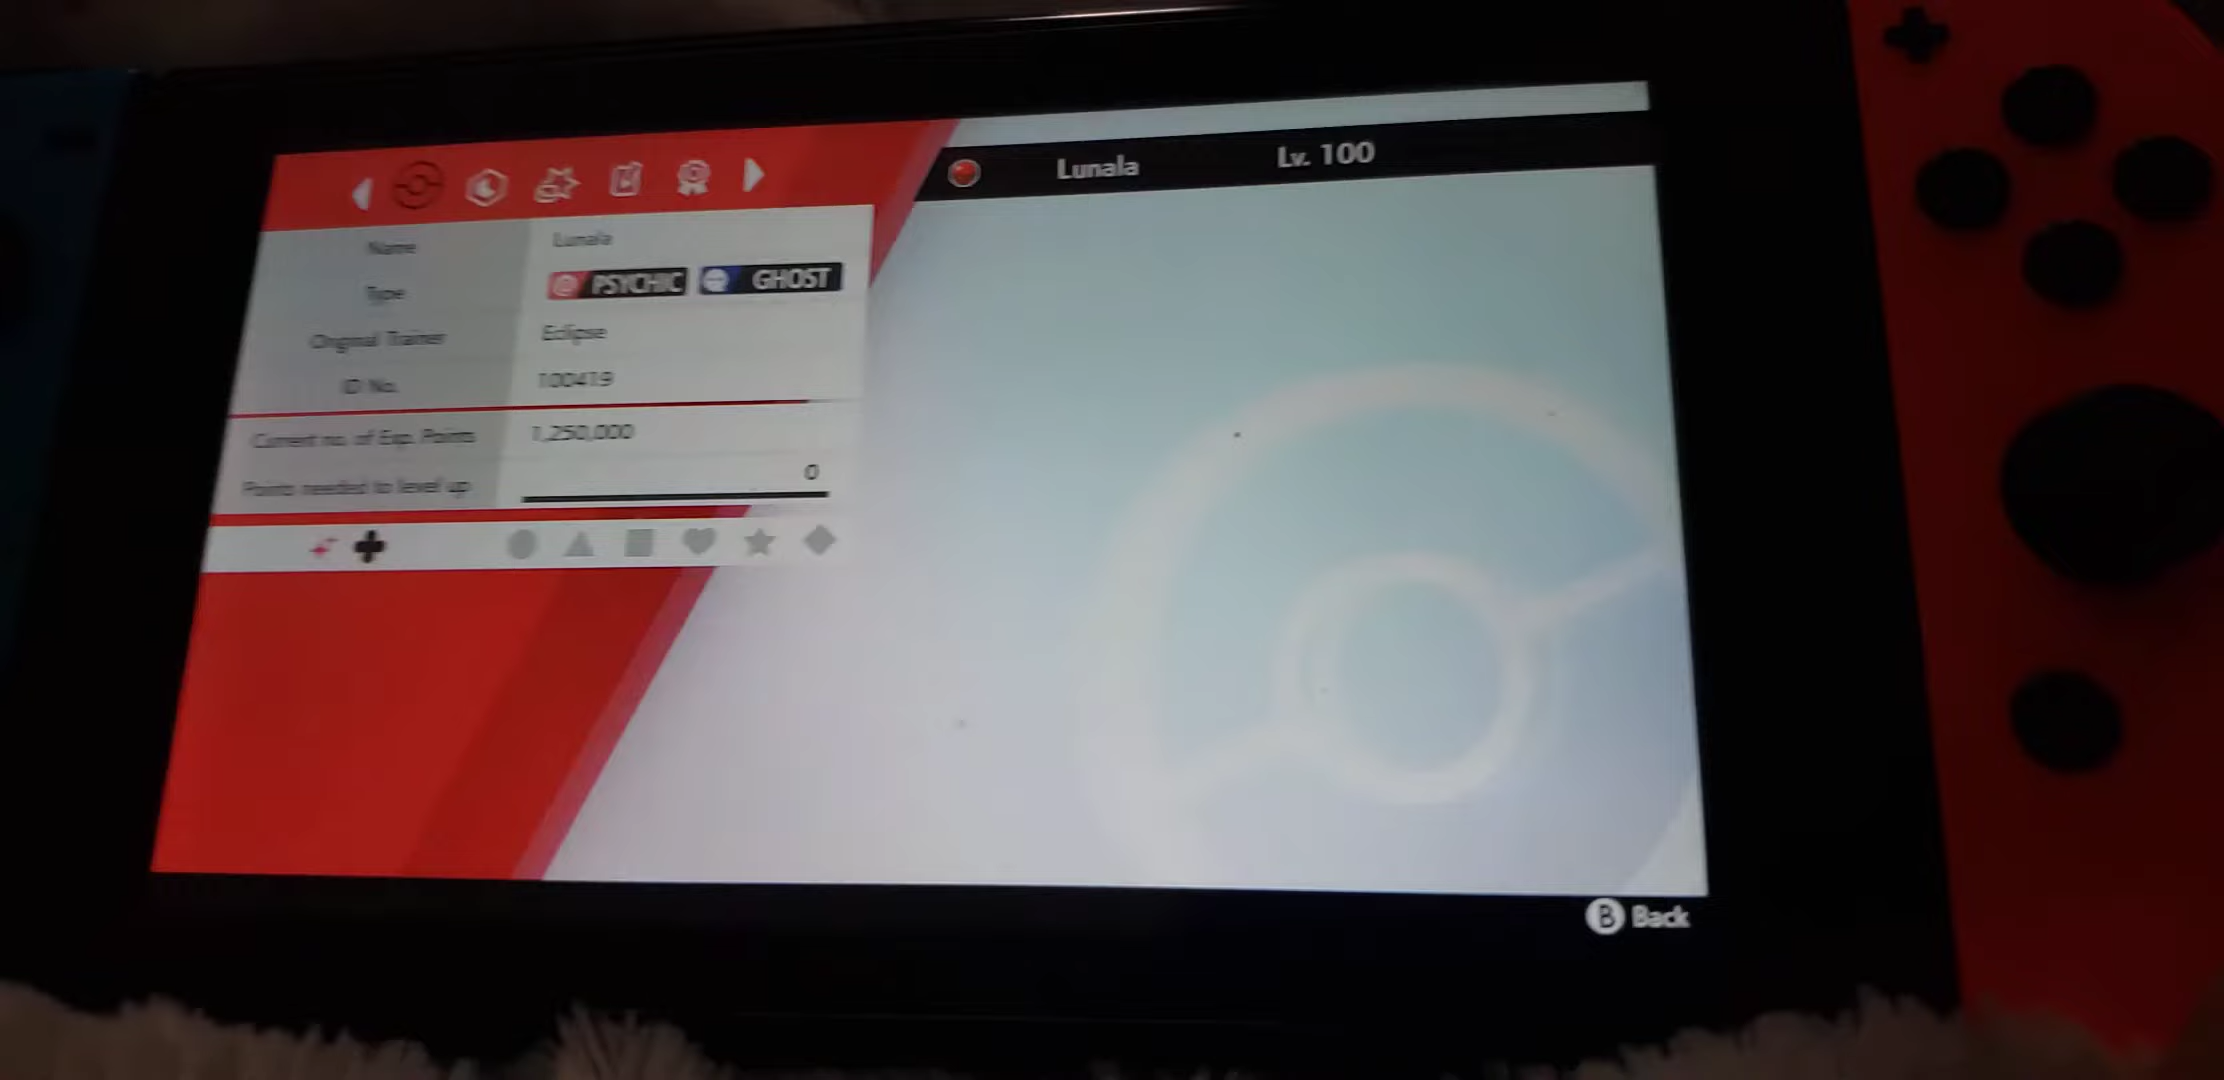 Lunala Lv. 100
Name Lunala
Type PSYCHIC GHOST
Original Trainer Eclipse
ID No. 100419
Current no. of Exp. Points 1,250,000
Points needed to level up 0
B Back